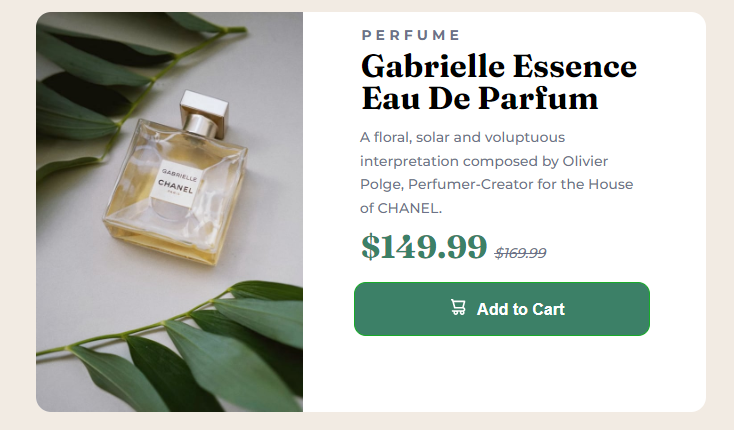 GABRIELLE
CHANEL
PARIS
PERFUME
Gabrielle Essence
Eau De Parfum
A floral, solar and voluptuous
interpretation composed by Olivier
Polge, Perfumer-Creator for the House
of CHANEL.
$149.99 $169.99
Add to Cart